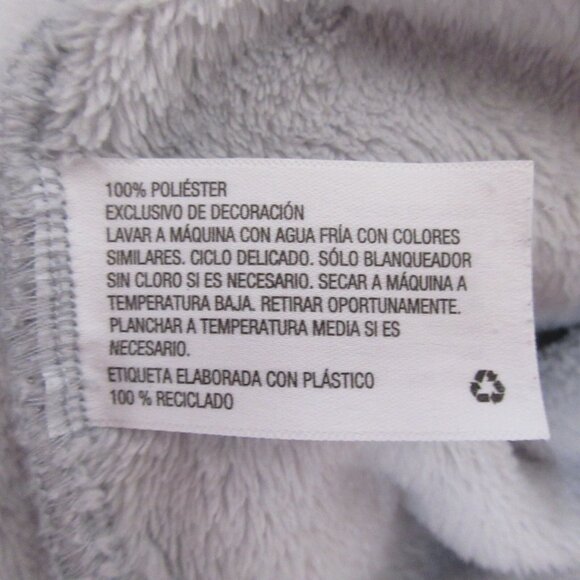 100% POLIÉSTER
EXCLUSIVO DE DECORACIÓN
LAVAR A MÁQUINA CON AGUA FRÍA CON COLORES
SIMILARES. CICLO DELICADO. SÓLO BLANQUEADOR
SIN CLORO SI ES NECESARIO. SECAR A MÁQUINA A
TEMPERATURA BAJA. RETIRAR OPORTUNAMENTE.
PLANCHAR A TEMPERATURA MEDIA SI ES
NECESARIO.
ETIQUETA ELABORADA CON PLÁSTICO
100 % RECICLADO